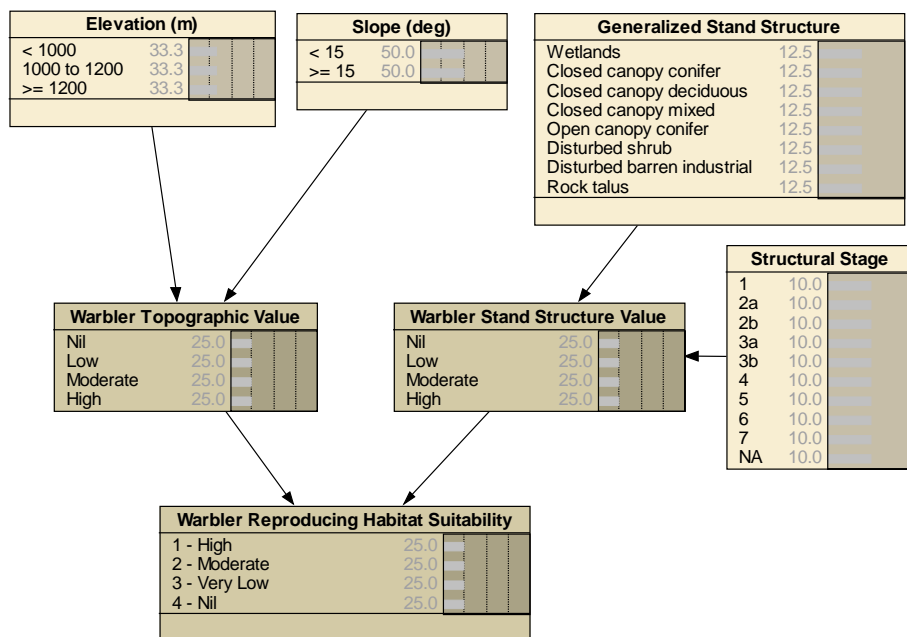 Elevation (m)
< 1000 33.3
1000 to 1200 33.3
>= 1200 33.3
Slope (deg)
< 15 50.0
>= 15 50.0
Generalized Stand Structure
Wetlands 12.5
Closed canopy conifer 12.5
Closed canopy deciduous 12.5
Closed canopy mixed 12.5
Open canopy conifer 12.5
Disturbed shrub 12.5
Disturbed barren industrial 12.5
Rock talus 12.5
Structural Stage
1 10.0
2a 10.0
2b 10.0
3a 10.0
3b 10.0
4 10.0
5 10.0
6 10.0
7 10.0
NA 10.0
Warbler Topographic Value
Nil 25.0
Low 25.0
Moderate 25.0
High 25.0
Warbler Stand Structure Value
Nil 25.0
Low 25.0
Moderate 25.0
High 25.0
Warbler Reproducing Habitat Suitability
1 - High 25.0
2 - Moderate 25.0
3 - Very Low 25.0
4 - Nil 25.0